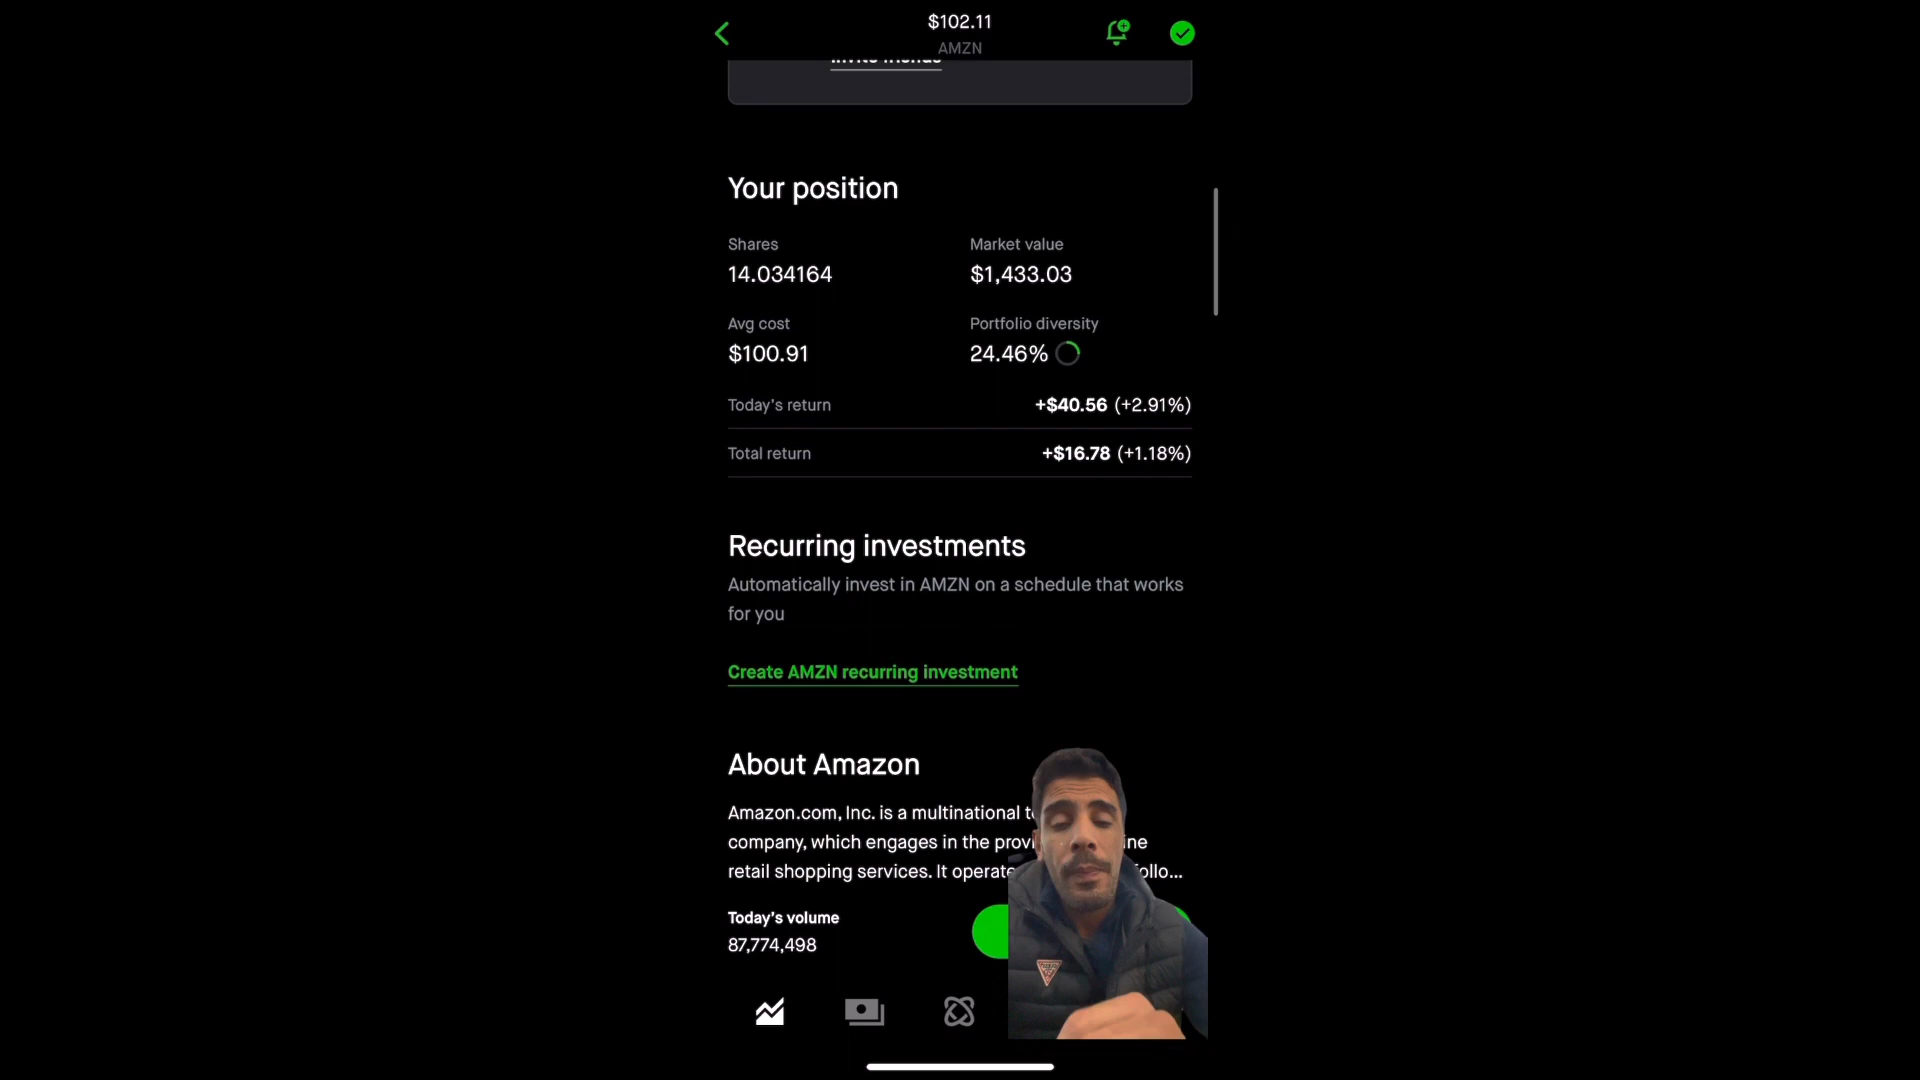 $102.11
AMZN
Invite friends
Your position
Shares
Market value
14.034164
$1,433.03
Avg cost
Portfolio diversity
$100.91
24.46%
Today's return
+$40.56 (+2.91%)
Total return
+$16.78 (+1.18%)
Recurring investments
Automatically invest in AMZN on a schedule that works
for you
Create AMZN recurring investment
About Amazon
Amazon.com, Inc. is a multinational
company, which engages in the
retail shopping services. It
Today's volume
87,774,498